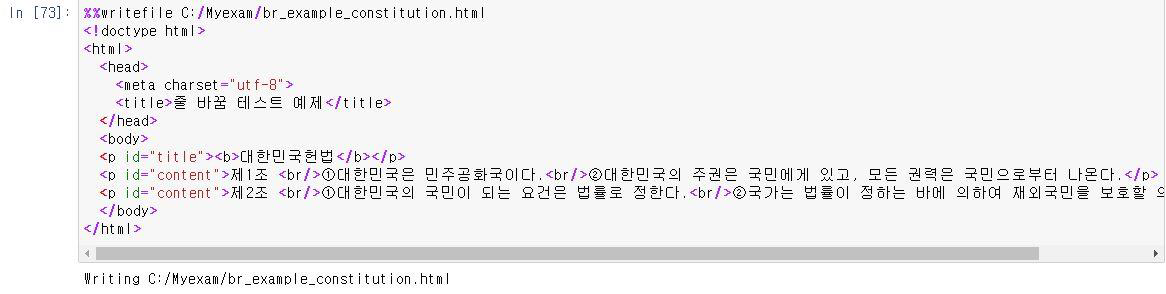 In [73]: %%writefile C:/Myexam/br_example_constitution.html
<!doctype html>
<html>
  <head>
    <meta charset="utf-8">
    <title>줄 바꿈 테스트 예제</title>
  </head>
  <body>
  <p id="title"><b>대한민국헌법</b></p>
  <p id="content">제1조 <br/>①대한민국은 민주공화국이다.<br/>②대한민국의 주권은 국민에게 있고, 모든 권력은 국민으로부터 나온다.</p>
  <p id="content">제2조 <br/>①대한민국의 국민이 되는 요건은 법률로 정한다.<br/>②국가는 법률이 정하는 바에 의하여 재외국민을 보호할
  </body>
</html>
Writing C:/Myexam/br_example_constitution.html